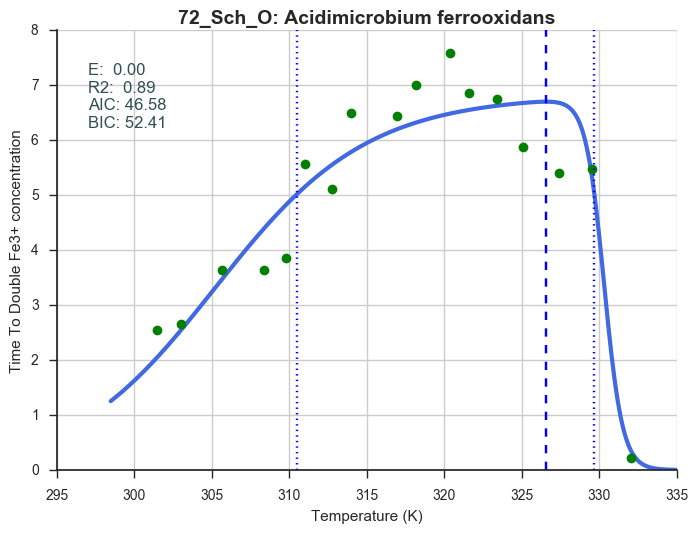 72_Sch_O: Acidimicrobium ferrooxidans
E:  0.00
R2:  0.89
AIC: 46.58
BIC: 52.41
Time To Double Fe3+ concentration
8
7
6
5
4
3
2
1
0
295 300 305 310 315 320 325 330 335
Temperature (K)